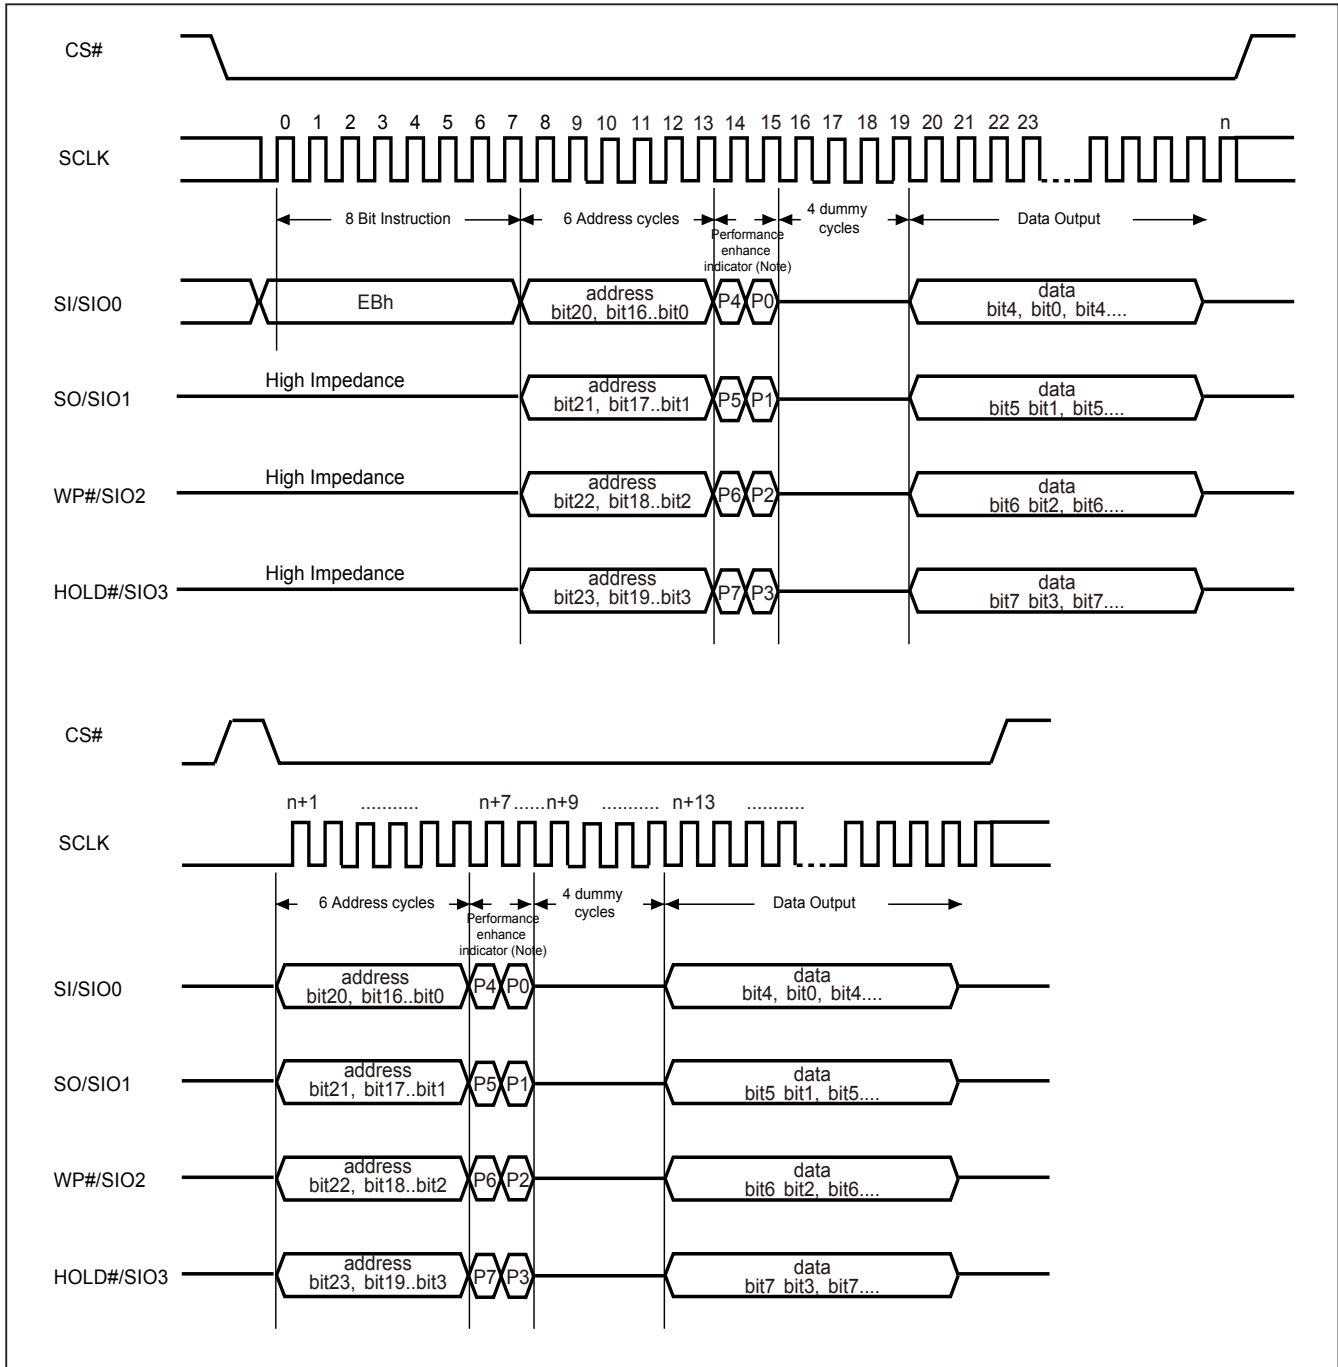 CS#
0 1 2 3 4 5 6 7 8 9 10 11 12 13 14 15 16 17 18 19 20 21 22 23 n
SCLK
8 Bit Instruction 6 Address cycles 4 dummy Data Output
cycles
Performance
enhance
indicator (Note)
SI/SIO0 EBh address P4 P0 data
bit20, bit16..bit0 bit4, bit0, bit4....
High Impedance
SO/SIO1 address P5 P1 data
bit21, bit17..bit1 bit5 bit1, bit5....
High Impedance
WP#/SIO2 address P6 P2 data
bit22, bit18..bit2 bit6 bit2, bit6....
High Impedance
HOLD#/SIO3 address P7 P3 data
bit23, bit19..bit3 bit7 bit3, bit7....
CS#
n+1 ........... n+7 ......n+9 ........... n+13 ...........
SCLK
6 Address cycles 4 dummy Data Output
cycles
Performance
enhance
indicator (Note)
SI/SIO0 address P4 P0 data
bit20, bit16..bit0 bit4, bit0, bit4....
SO/SIO1 address P5 P1 data
bit21, bit17..bit1 bit5 bit1, bit5....
WP#/SIO2 address P6 P2 data
bit22, bit18..bit2 bit6 bit2, bit6....
HOLD#/SIO3 address P7 P3 data
bit23, bit19..bit3 bit7 bit3, bit7....